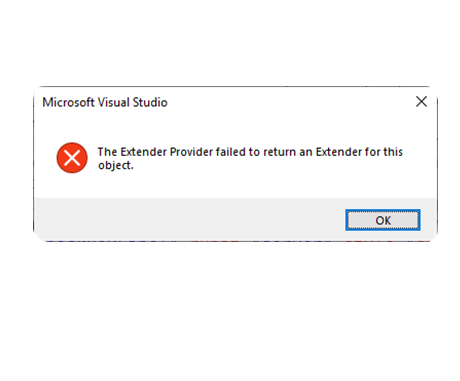 Microsoft Visual Studio
The Extender Provider failed to return an Extender for this
object.
OK